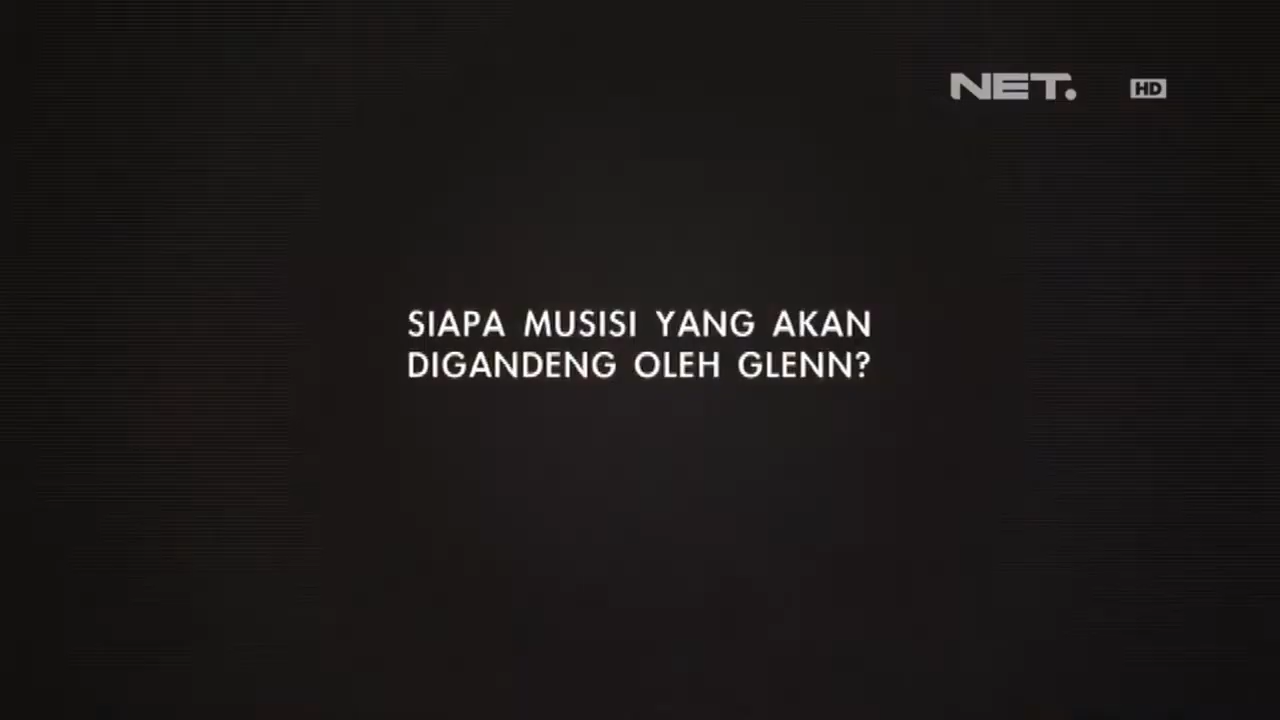 NET.
HD
SIAPA MUSISI YANG AKAN
DIGANDENG OLEH GLENN?